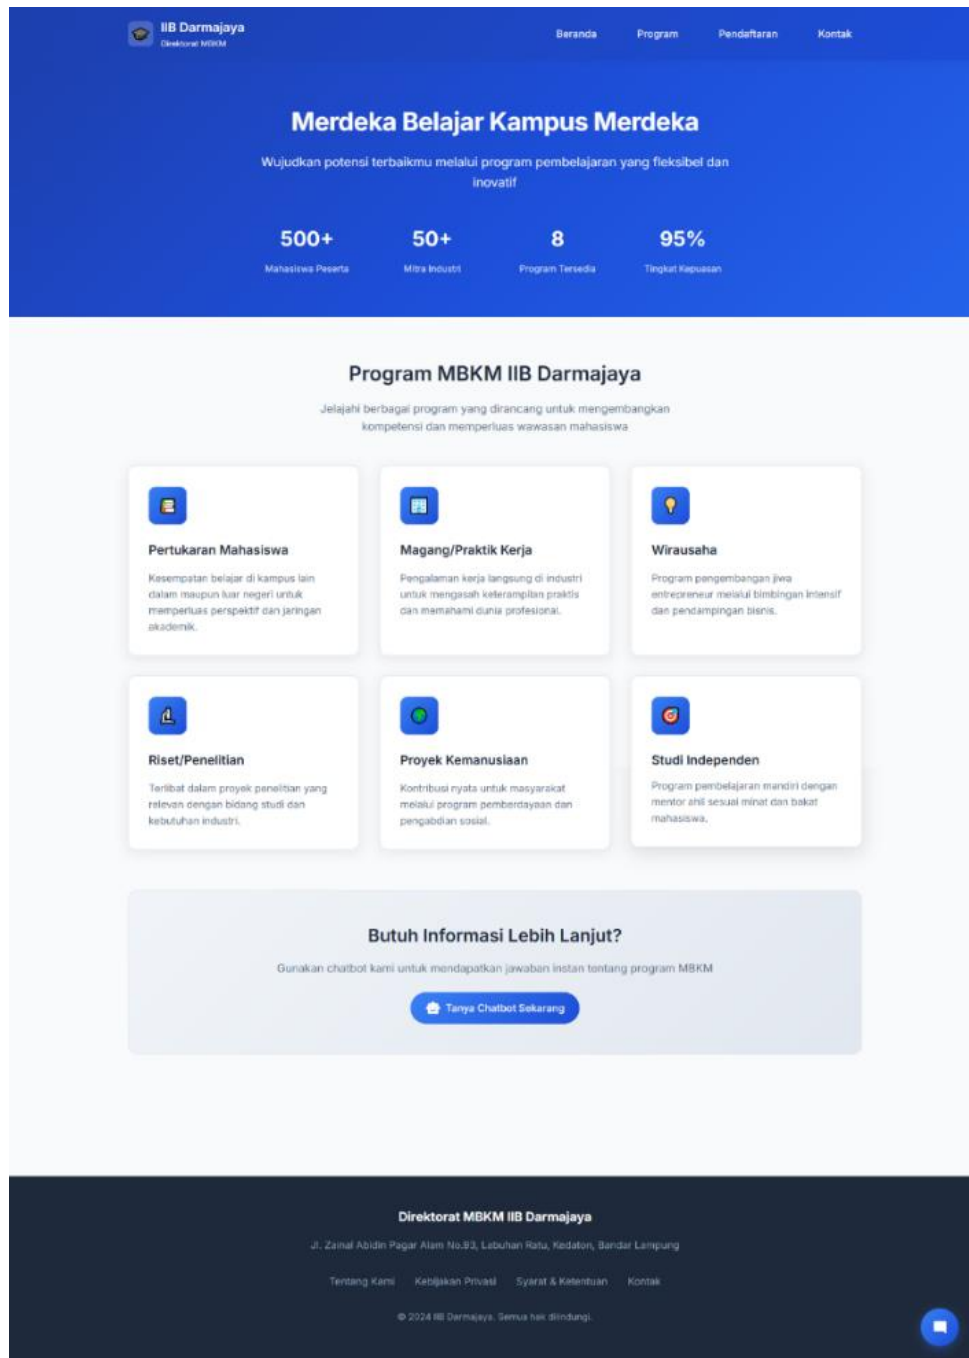 IIB Darmajaya
Direktorat MBKM
Beranda Program Pendaftaran Kontak
Merdeka Belajar Kampus Merdeka
Wujudkan potensi terbaikmu melalui program pembelajaran yang fleksibel dan
inovatif
500+ 50+ 8 95%
Mahasiswa Peserta Mitra Industri Program Tersedia Tingkat Kepuasan
Program MBKM IIB Darmajaya
Jelajahi berbagai program yang dirancang untuk mengembangkan
kompetensi dan memperluas wawasan mahasiswa
Pertukaran Mahasiswa
Kesempatan belajar di kampus lain
dalam maupun luar negeri untuk
memperluas perspektif dan jaringan
akademik.
Magang/Praktik Kerja
Pengalaman kerja langsung di industri
untuk mengasah keterampilan praktis
dan memahami dunia profesional.
Wirausaha
Program pengembangan jiwa
entrepreneur melalui bimbingan intensif
dan pendampingan bisnis.
Riset/Penelitian
Terlibat dalam proyek penelitian yang
relevan dengan bidang studi dan
kebutuhan industri.
Proyek Kemanusiaan
Kontribusi nyata untuk masyarakat
melalui program pemberdayaan dan
pengabdian sosial.
Studi Independen
Program pembelajaran mandiri dengan
mentor ahli sesuai minat dan bakat
mahasiswa.
Butuh Informasi Lebih Lanjut?
Gunakan chatbot kami untuk mendapatkan jawaban instan tentang program MBKM
Tanya Chatbot Sekarang
Direktorat MBKM IIB Darmajaya
Jl. Zainal Abidin Pagar Alam No.93, Labuhan Ratu, Kedaton, Bandar Lampung
Tentang Kami Kebijakan Privasi Syarat & Ketentuan Kontak
© 2024 IIB Darmajaya. Semua hak dilindungi.